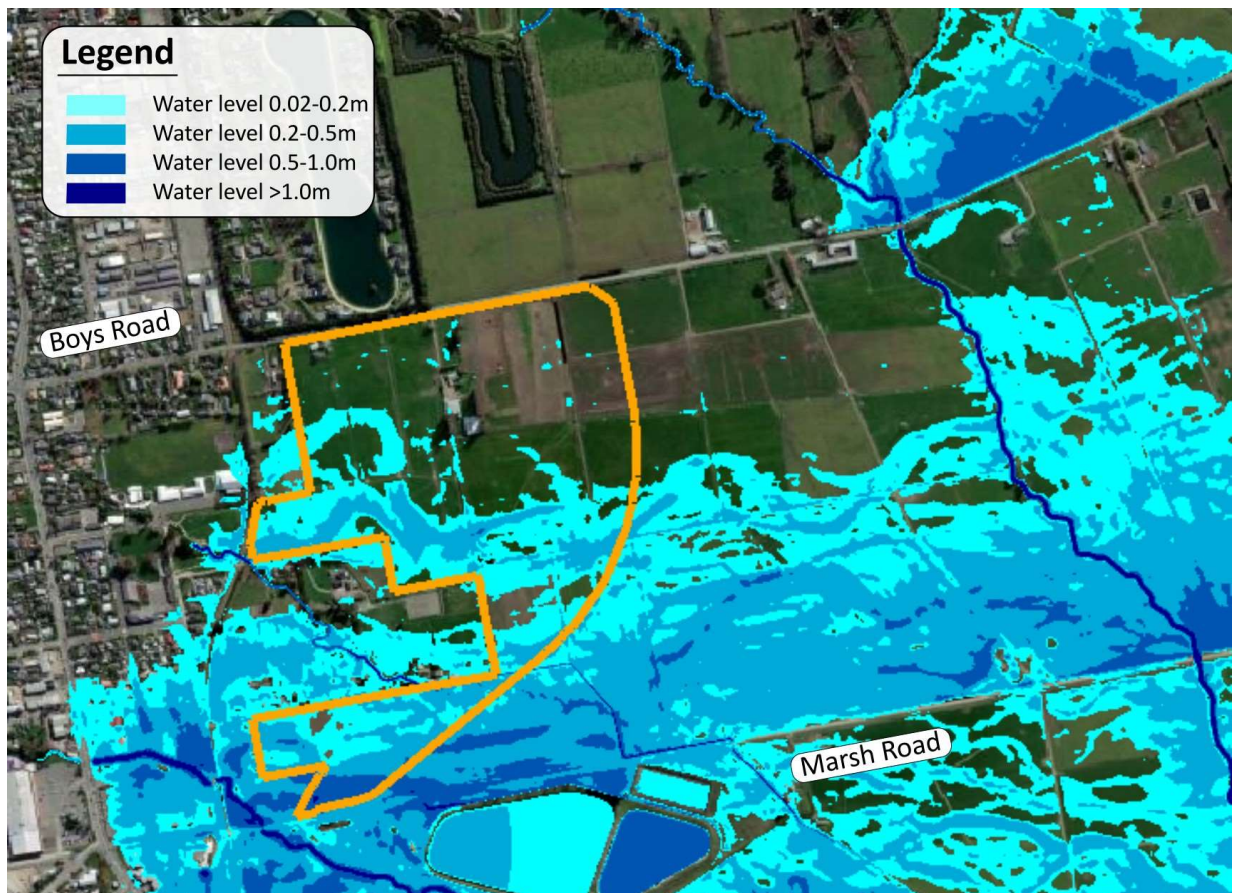 Legend
Water level 0.02-0.2m
Water level 0.2-0.5m
Water level 0.5-1.0m
Water level >1.0m
Boys Road
Marsh Road